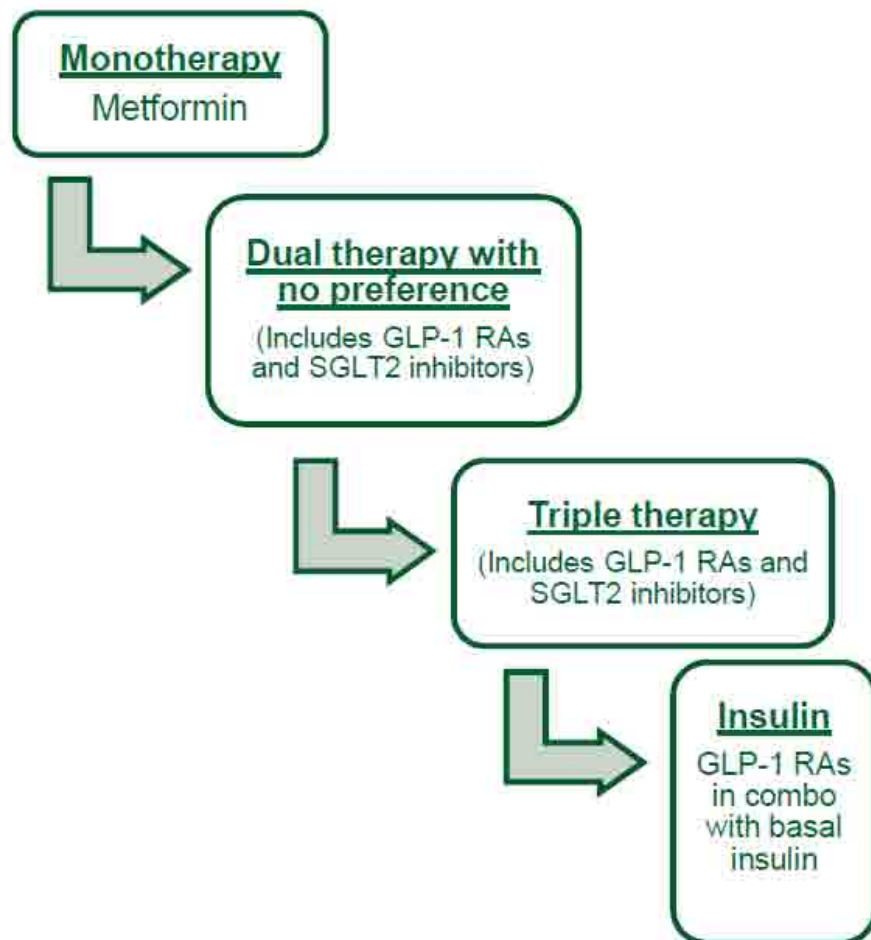 Monotherapy
Metformin
Dual therapy with
no preference
(Includes GLP-1 RAs
and SGLT2 inhibitors)
Triple therapy
(Includes GLP-1 RAs and
SGLT2 inhibitors)
Insulin
GLP-1 RAs
in combo
with basal
insulin